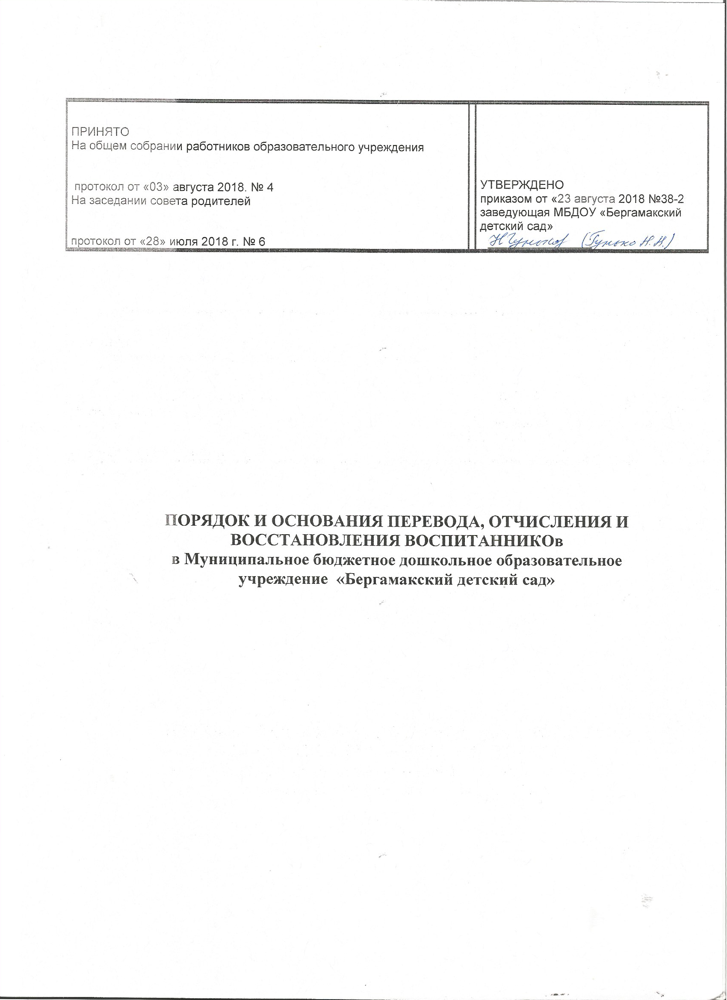 ПРИНЯТО
На общем собрании работников образовательного учреждения
протокол от «03» августа 2018. № 4
На заседании совета родителей
протокол от «28» июля 2018 г. № 6
УТВЕРЖДЕНО
приказом от «23 августа 2018 №38-2
заведующая МБДОУ «Бергамакский
детский сад»
(Гунько Н.Н.)
ПОРЯДОК И ОСНОВАНИЯ ПЕРЕВОДА, ОТЧИСЛЕНИЯ И
ВОССТАНОВЛЕНИЯ ВОСПИТАННИКОв
в Муниципальное бюджетное дошкольное образовательное
учреждение «Бергамакский детский сад»